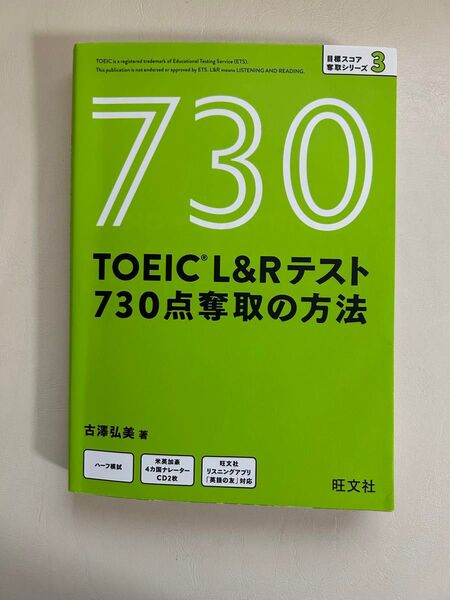 TOEIC is a registered trademark of Educational Testing Service (ETS).
This publication is not endorsed or approved by ETS. L&R means LISTENING AND READING.
目標スコア
奪取シリーズ 3
730
TOEIC® L&Rテスト
730点奪取の方法
古澤弘美 著
ハーフ模試
米英加豪
4カ国ナレーター
CD2枚
旺文社
リスニングアプリ
「英語の友」対応
旺文社